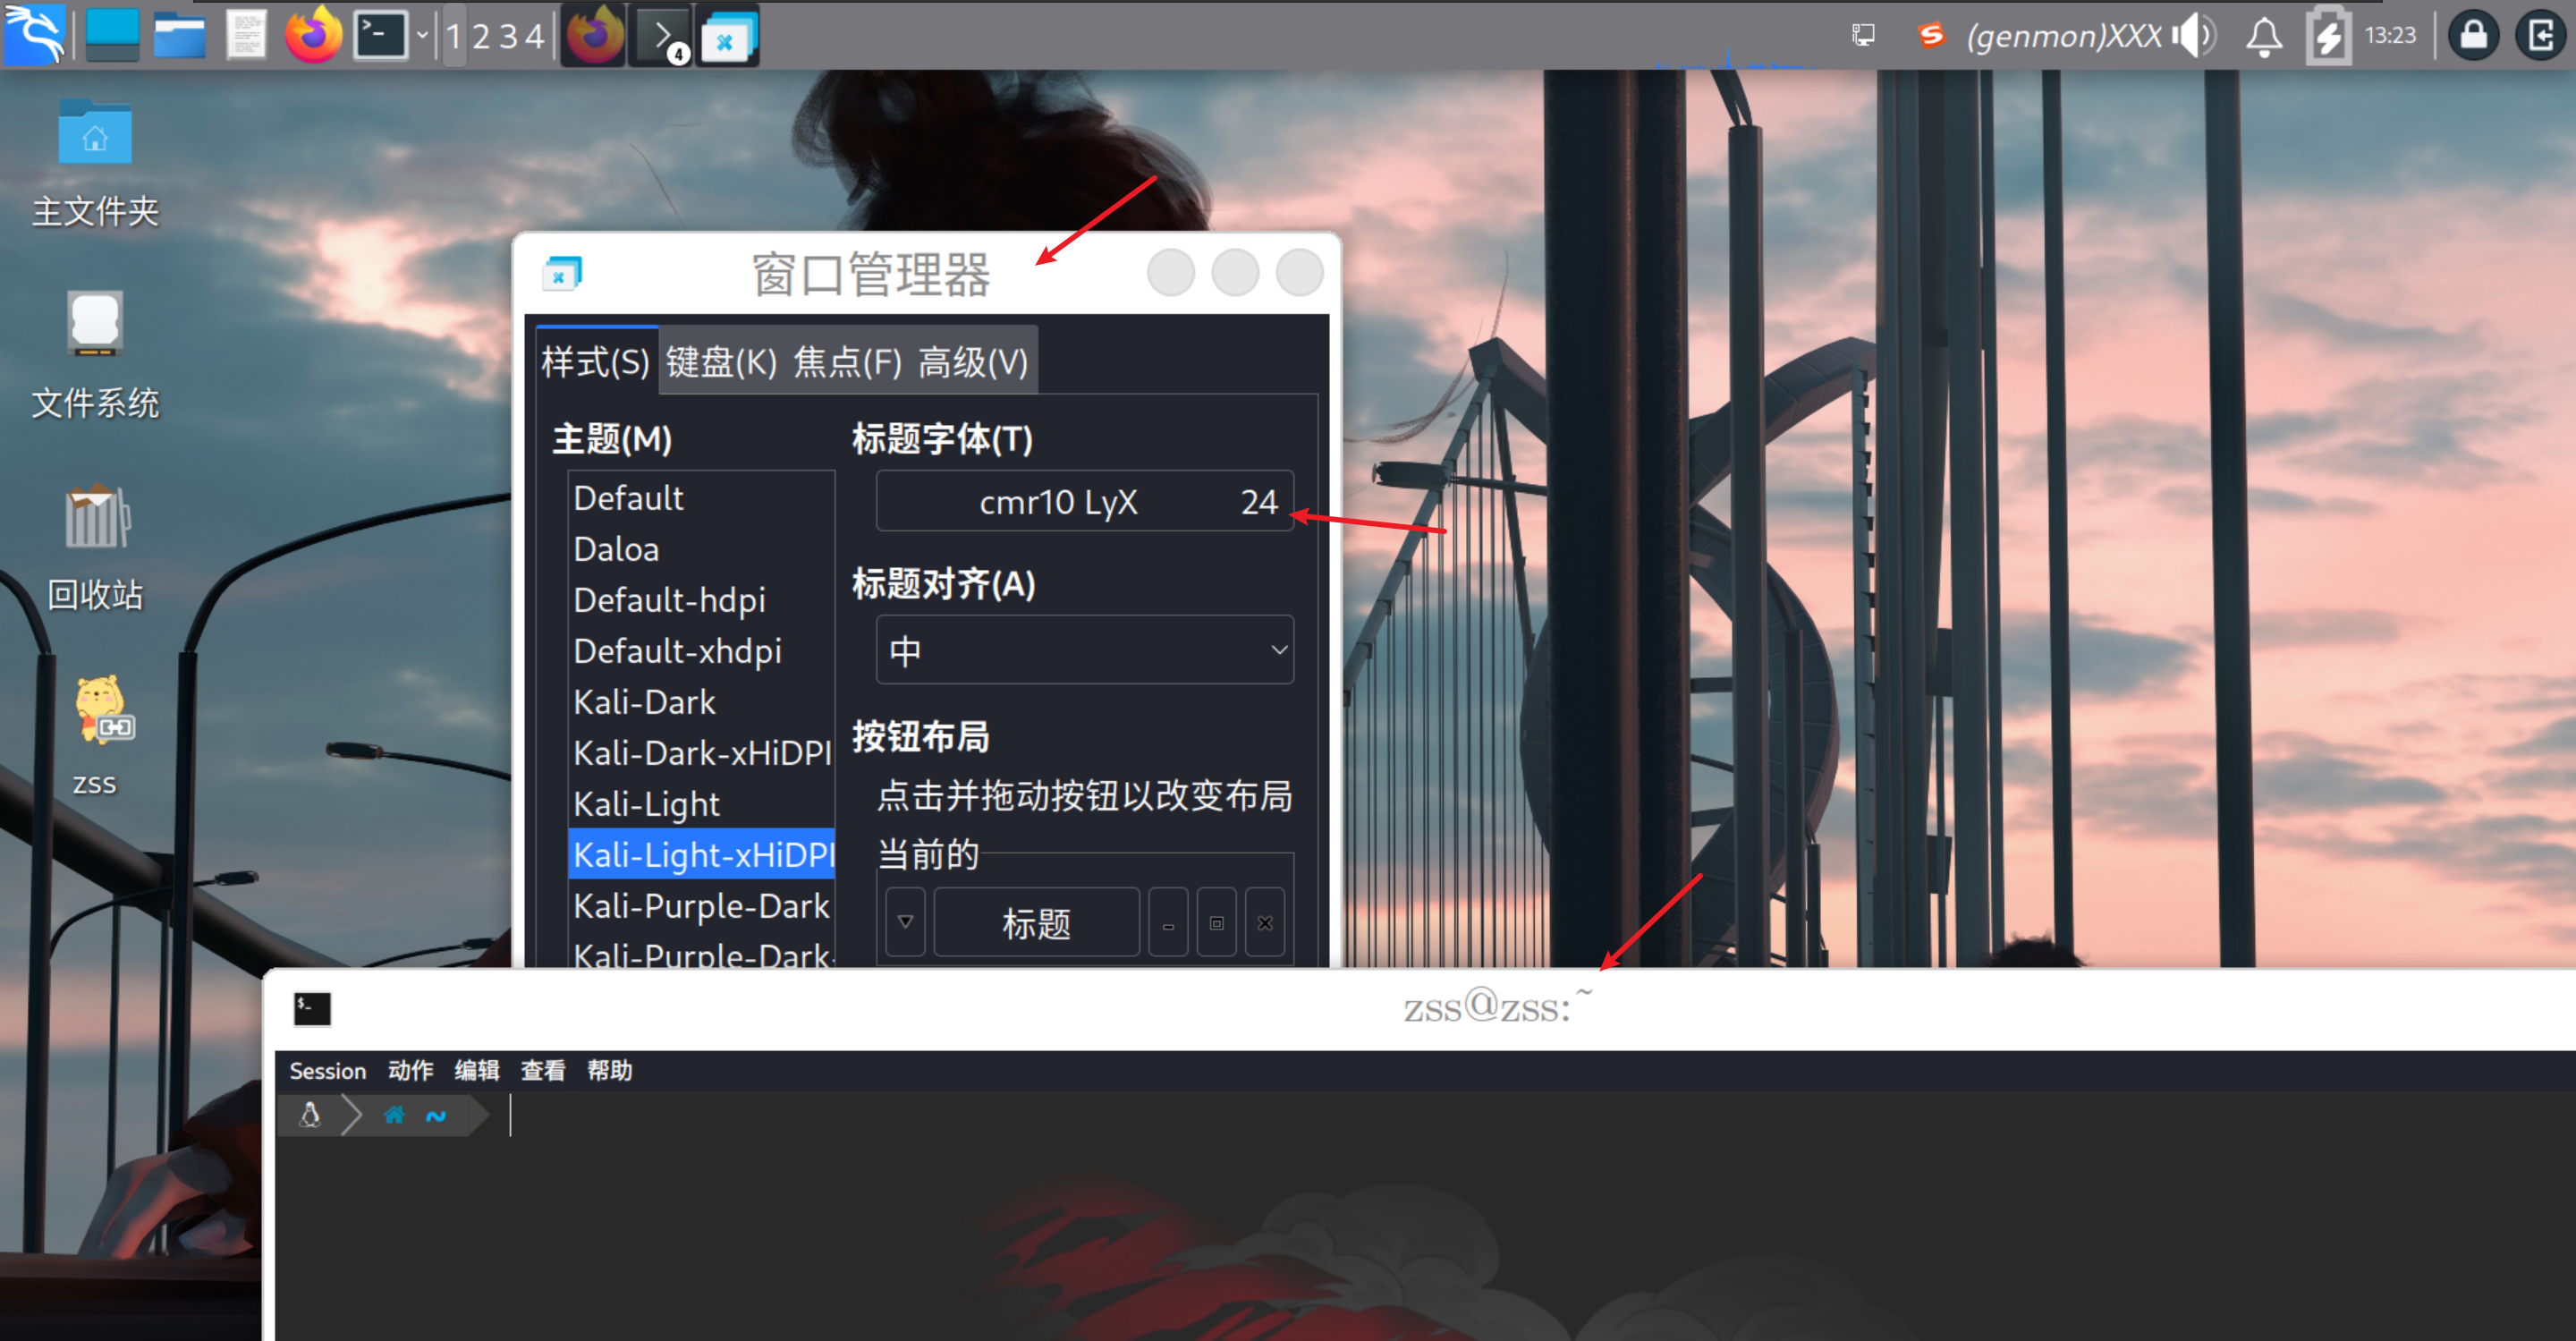 1 2 3 4
4
(genmon)XXX
13:23
主文件夹
文件系统
回收站
zss
窗口管理器
样式(S) 键盘(K) 焦点(F) 高级(V)
主题(M)
Default
Daloa
Default-hdpi
Default-xhdpi
Kali-Dark
Kali-Dark-xHiDPI
Kali-Light
Kali-Light-xHiDPI
Kali-Purple-Dark
Kali-Purple-Dark-
标题字体(T)
cmr10 LyX 24
标题对齐(A)
中
按钮布局
点击并拖动按钮以改变布局
当前的
标题
zss@zss:~
Session 动作 编辑 查看 帮助
~